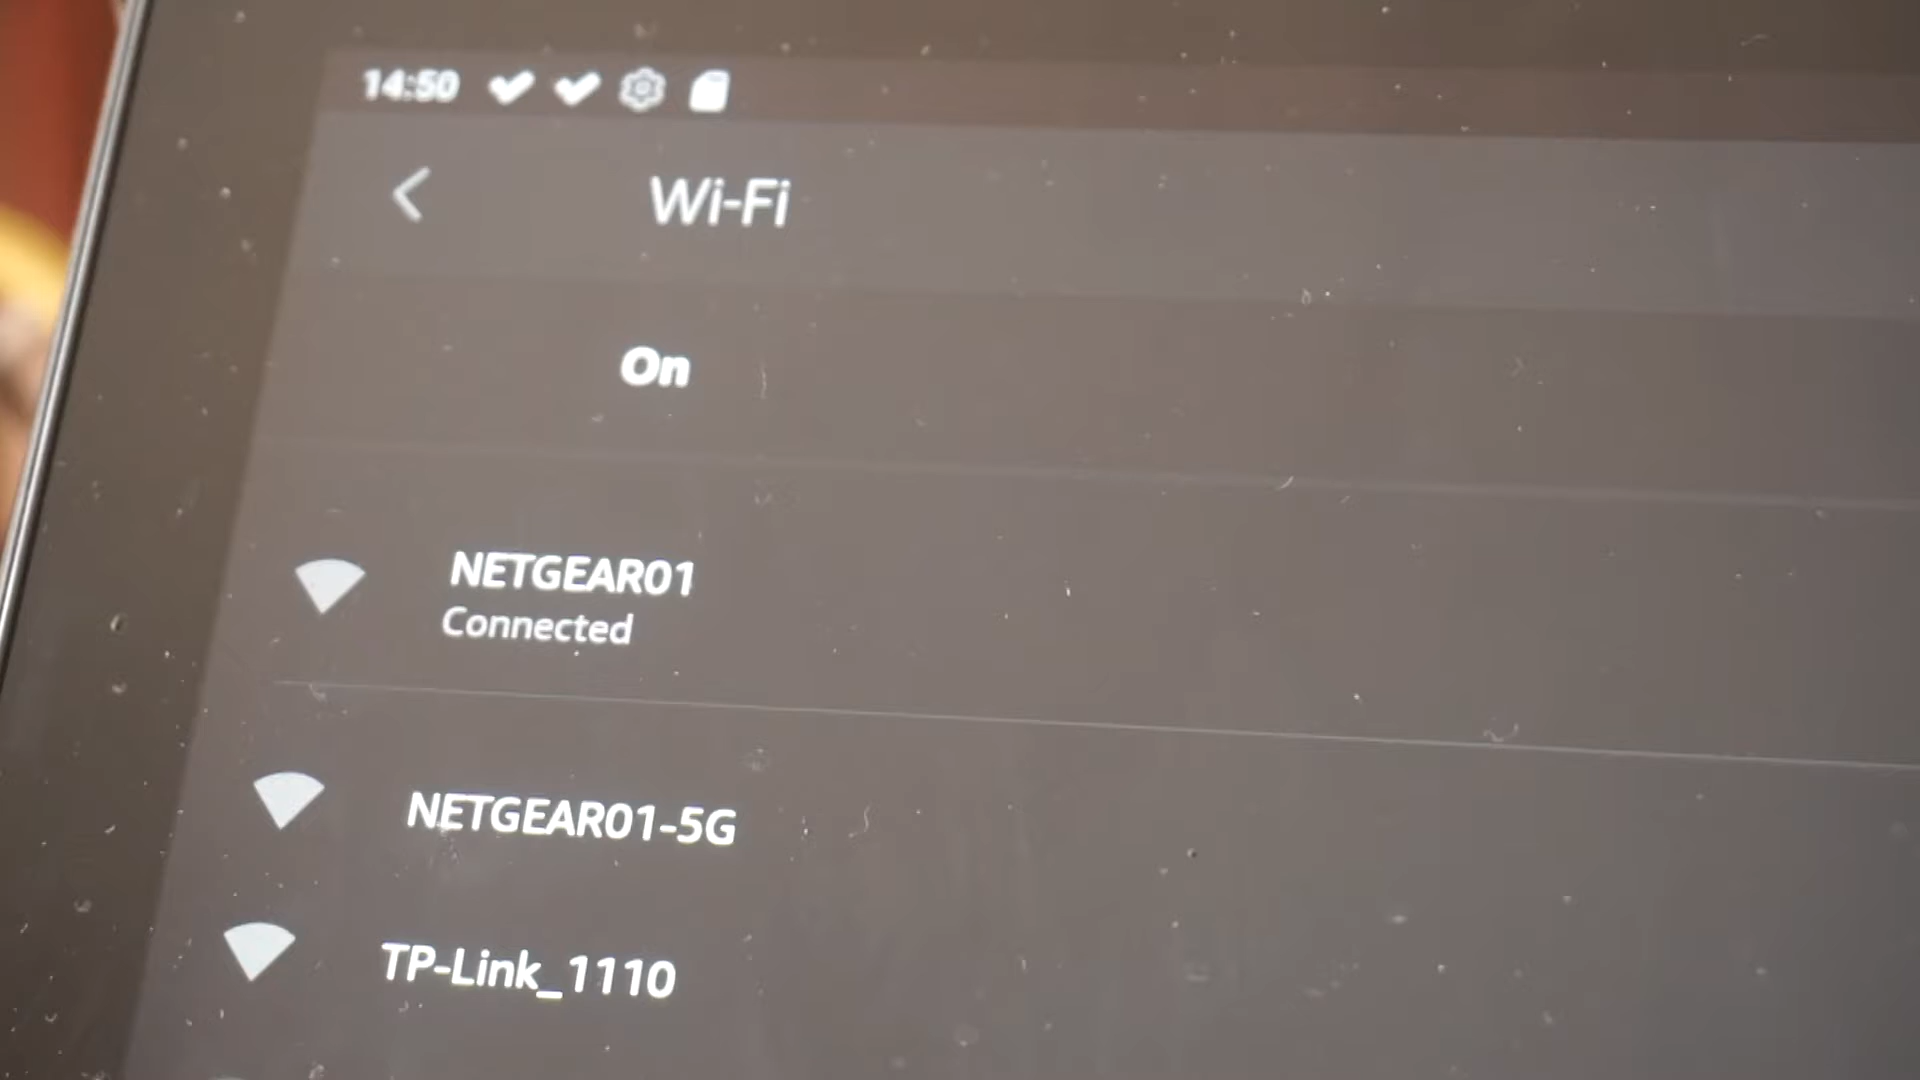 14:50
Wi-Fi
On
NETGEAR01
Connected
NETGEAR01-5G
TP-Link_1110